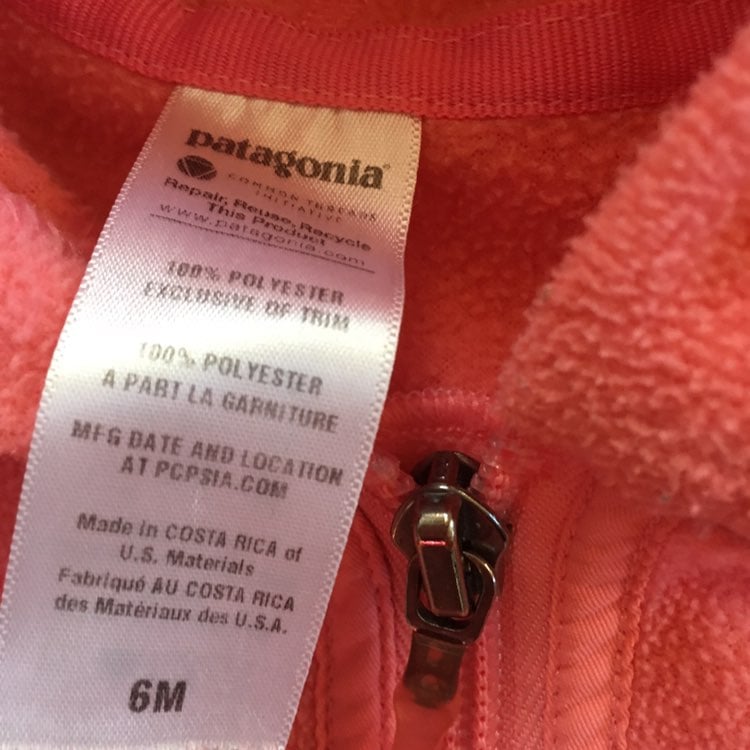 patagonia®
COMMON THREADS
INITIATIVE
Repair, Reuse, Recycle
This Product
www.patagonia.com
100% POLYESTER
EXCLUSIVE OF TRIM
100% POLYESTER
A PART LA GARNITURE
MFG DATE AND LOCATION
AT PCPSIA.COM
Made in COSTA RICA of
U.S. Materials
Fabriqué AU COSTA RICA
des Matériaux des U.S.A.
6M